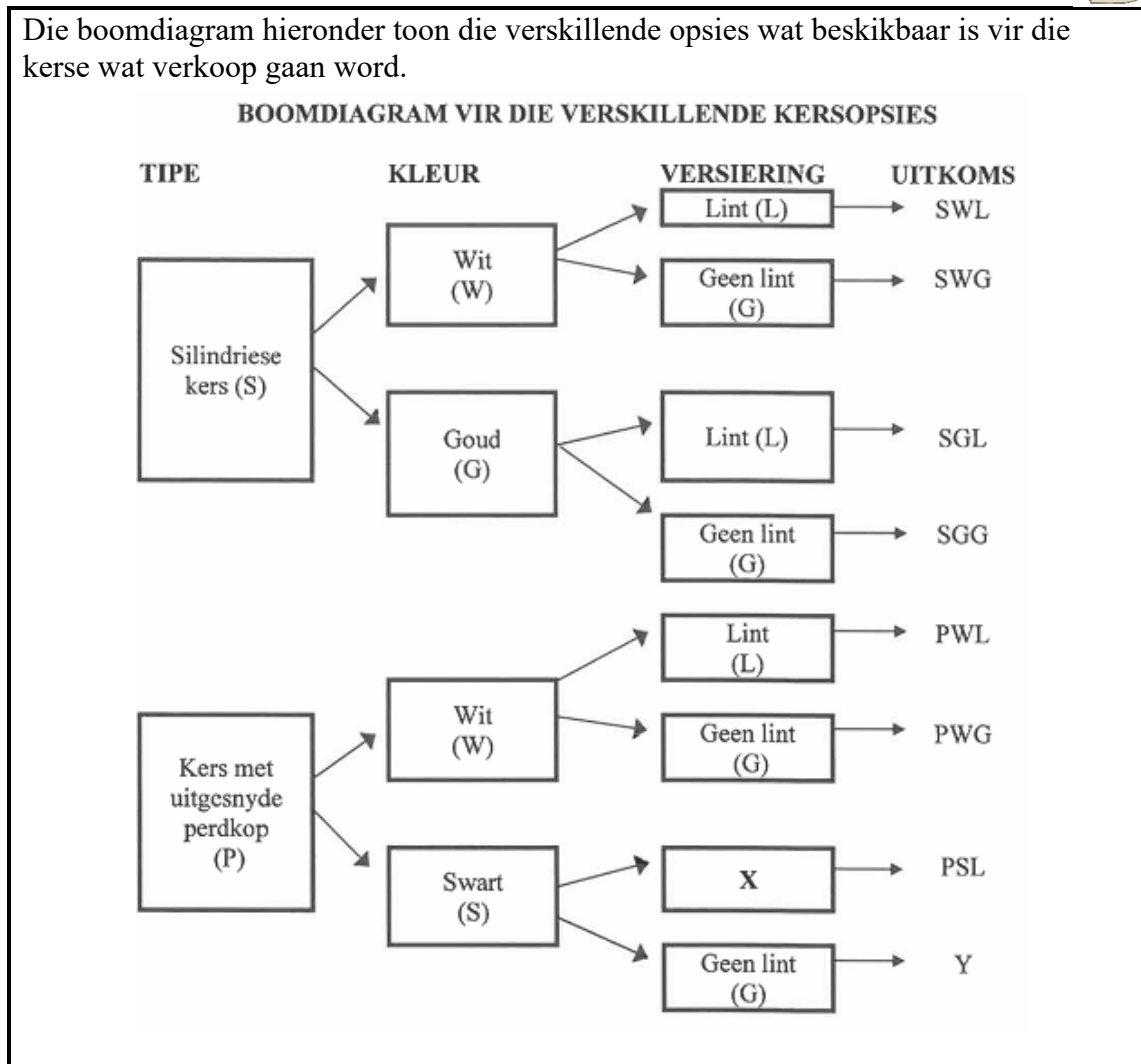 Die boomdiagram hieronder toon die verskillende opsies wat beskikbaar is vir die
kerse wat verkoop gaan word.
BOOMDIAGRAM VIR DIE VERSKILLENDE KERSOPSIES
TIPE KLEUR VERSIERING UITKOMS
Silindriese
kers (S)
Wit
(W)
Lint (L)
SWL
Geen lint
(G)
SWG
Goud
(G)
Lint (L)
SGL
Geen lint
(G)
SGG
Kers met
uitgcsnyde
perdkop
(P)
Wit
(W)
Lint
(L)
PWL
Geen lint
(G)
PWG
Swart
(S)
X
PSL
Geen lint
(G)
Y